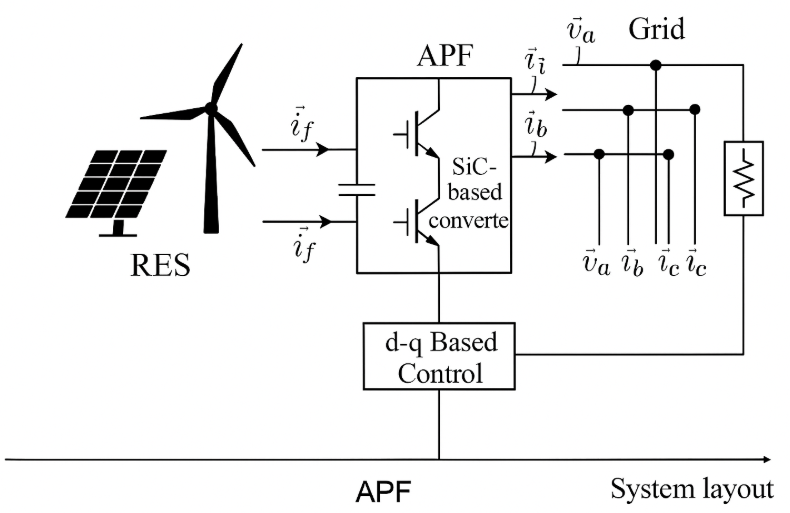 APF
Grid
v⃗a
i⃗i
i⃗f
i⃗b
SiC-
based
converte
i⃗f
RES
v⃗a i⃗b i⃗c i⃗c
d-q Based
Control
APF
System layout